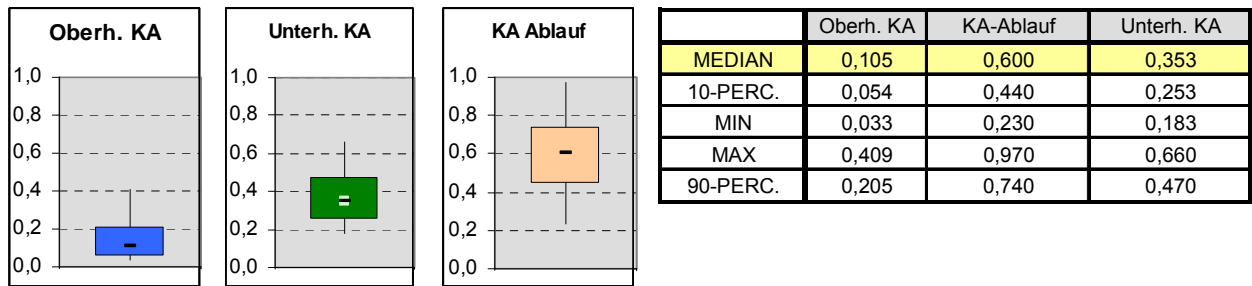 Oberh. KA
1,0
0,8
0,6
0,4
0,2
0,0
Unterh. KA
1,0
0,8
0,6
0,4
0,2
0,0
KA Ablauf
1,0
0,8
0,6
0,4
0,2
0,0
Oberh. KA KA-Ablauf Unterh. KA
MEDIAN 0,105 0,600 0,353
10-PERC. 0,054 0,440 0,253
MIN 0,033 0,230 0,183
MAX 0,409 0,970 0,660
90-PERC. 0,205 0,740 0,470